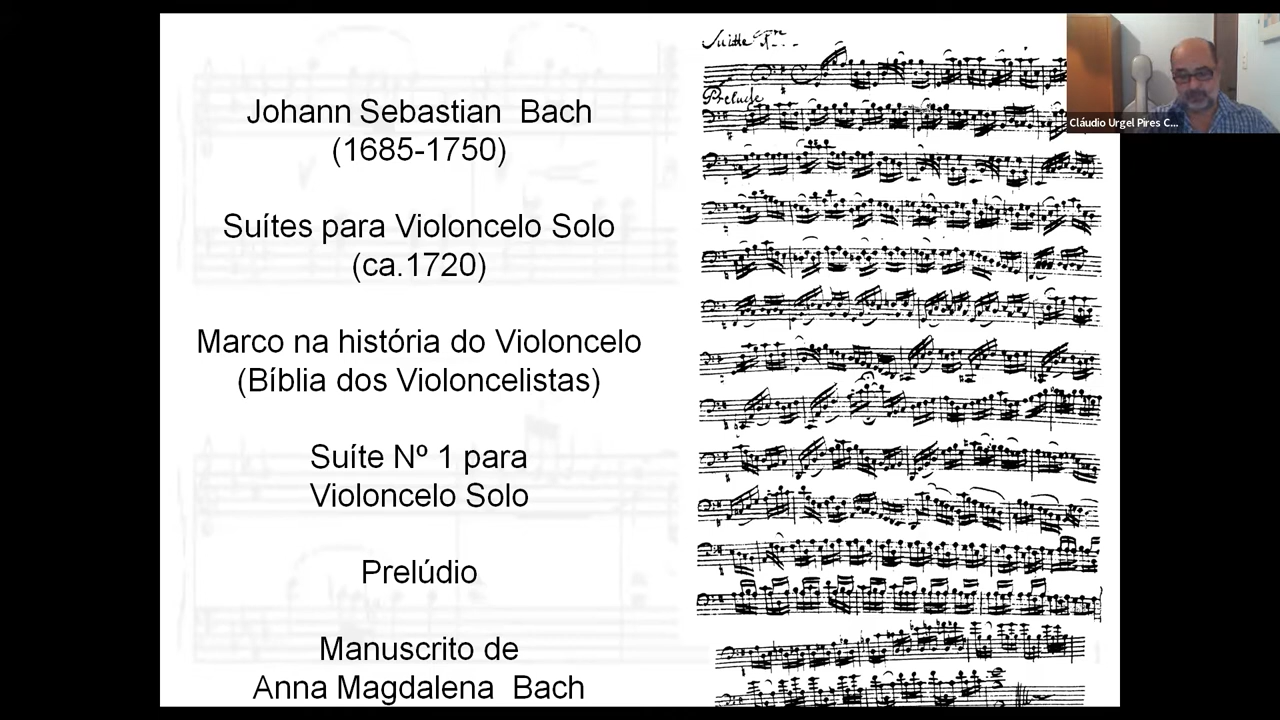 Johann Sebastian Bach
(1685-1750)
Suítes para Violoncelo Solo
(ca.1720)
Marco na história do Violoncelo
(Bíblia dos Violoncelistas)
Suíte Nº 1 para
Violoncelo Solo
Prelúdio
Manuscrito de
Anna Magdalena Bach
Prelude
Cláudio Urgel Pires C...